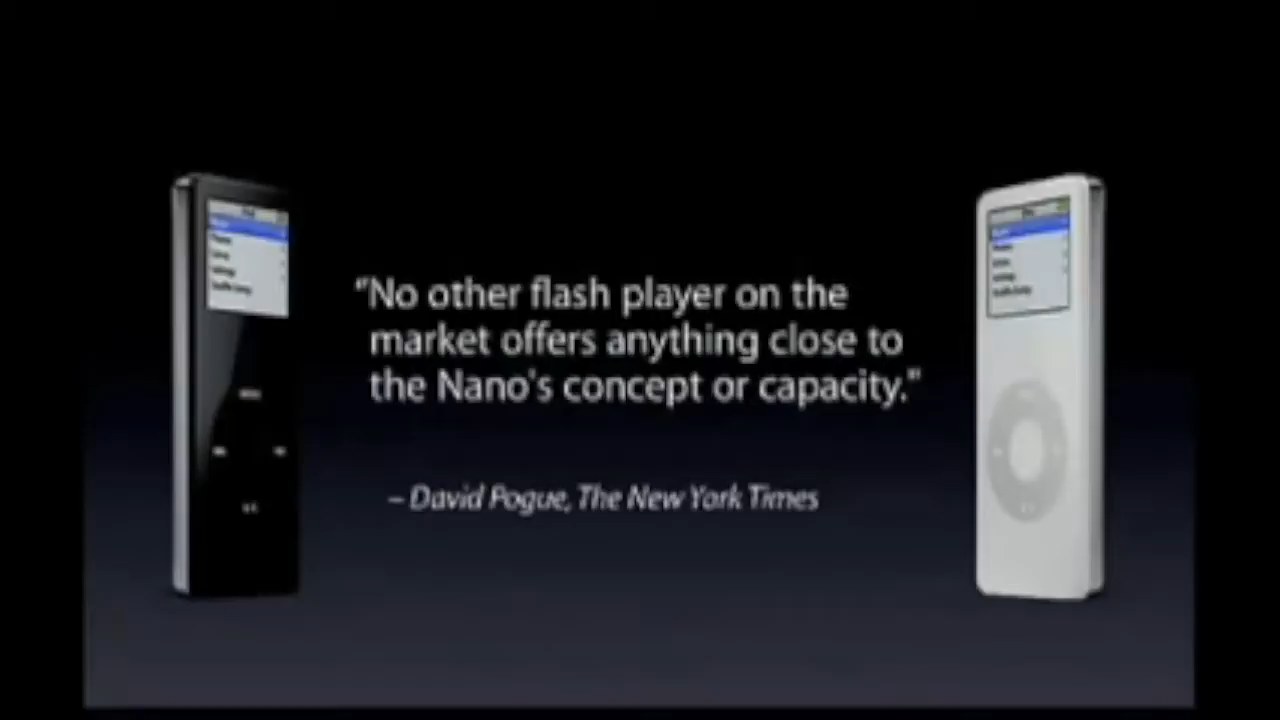 "No other flash player on the
market offers anything close to
the Nano's concept or capacity."
– David Pogue, The New York Times